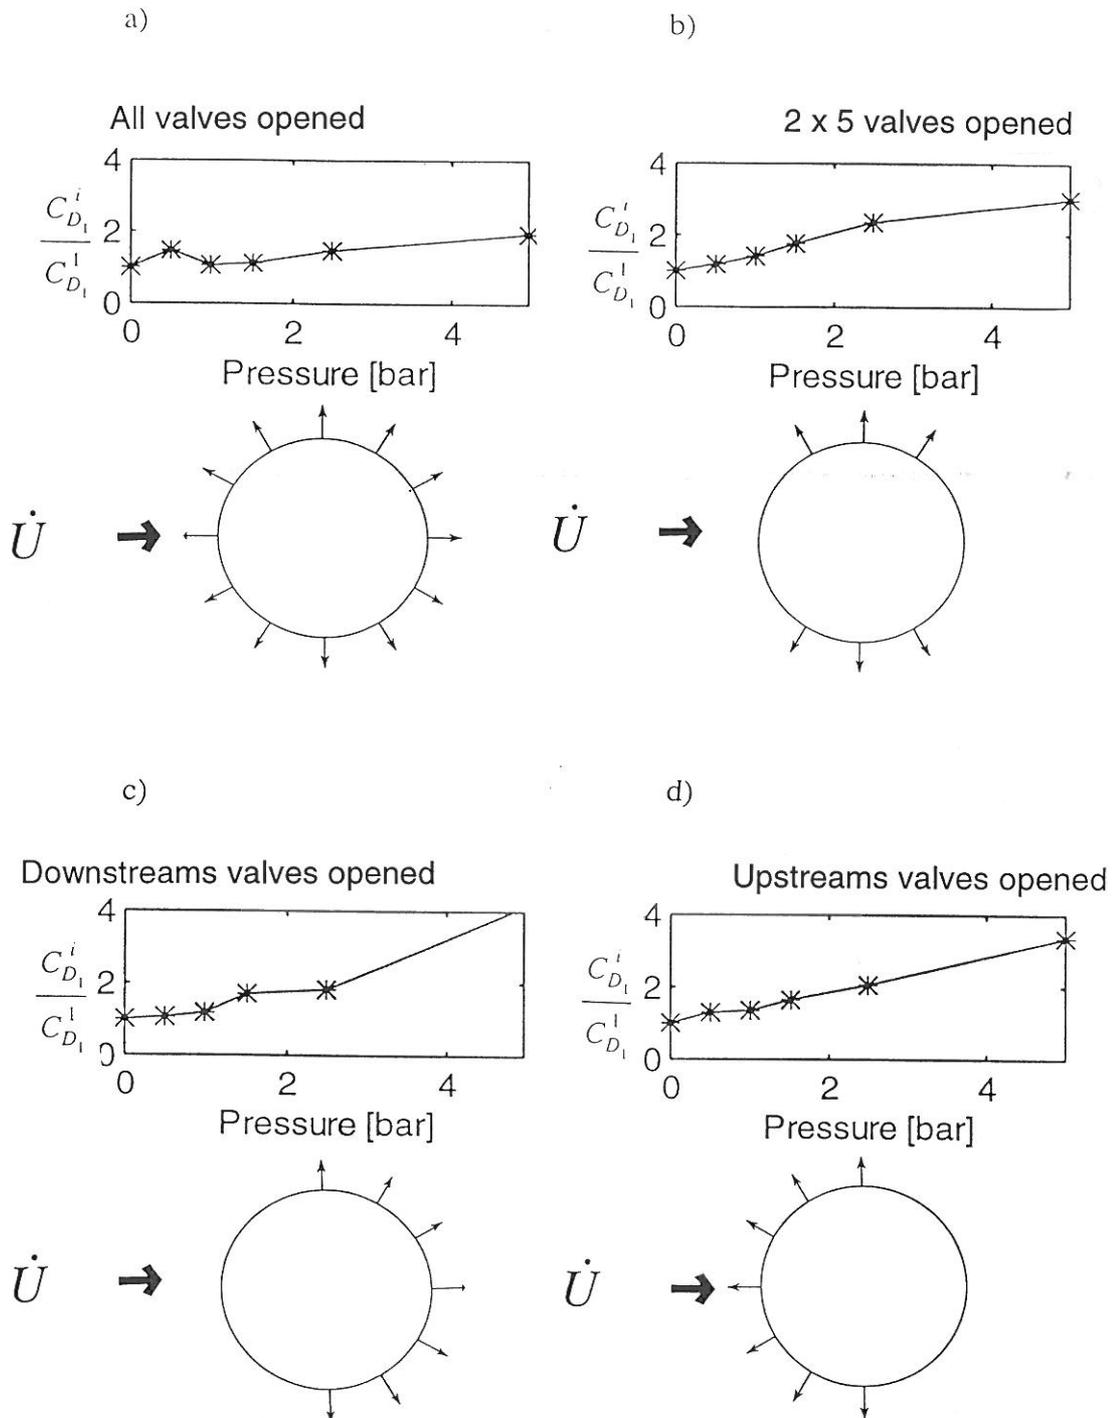 a)
b)
All valves opened
2 x 5 valves opened
4
2
0
C_{D_1}^i
C_{D_1}^1
0 2 4
Pressure [bar]
4
2
0
C_{D_1}^i
C_{D_1}^1
0 2 4
Pressure [bar]
U̇
U̇
c)
d)
Downstreams valves opened
Upstreams valves opened
4
2
0
C_{D_1}^i
C_{D_1}^1
0 2 4
Pressure [bar]
4
2
0
C_{D_1}^i
C_{D_1}^1
0 2 4
Pressure [bar]
U̇
U̇